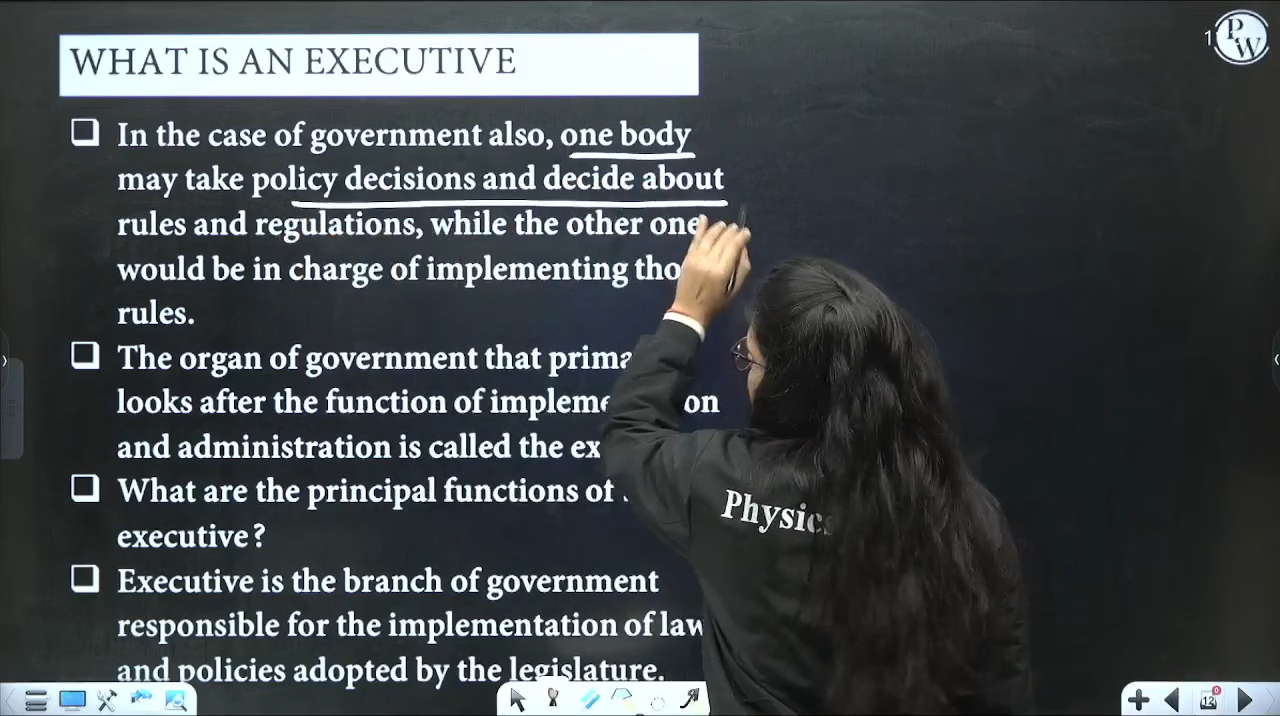 WHAT IS AN EXECUTIVE
1
P
W
In the case of government also, one body
may take policy decisions and decide about
rules and regulations, while the other one
would be in charge of implementing
rules.
The organ of government that
looks after the function of
and administration is called the
What are the principal functions of
executive?
Executive is the branch of government
responsible for the implementation of
and policies adopted by the legislature.
Physics
12